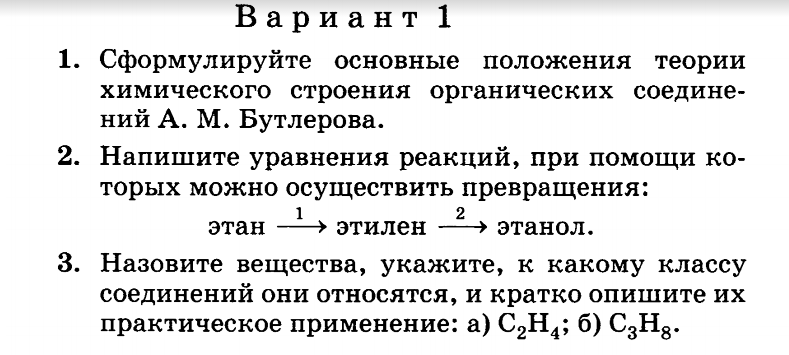 Вариант 1
1. Сформулируйте основные положения теории
химического строения органических соедине-
ний А. М. Бутлерова.
2. Напишите уравнения реакций, при помощи ко-
торых можно осуществить превращения:
этан —1→ этилен —2→ этанол.
3. Назовите вещества, укажите, к какому классу
соединений они относятся, и кратко опишите их
практическое применение: а) C₂H₄; б) C₃H₈.